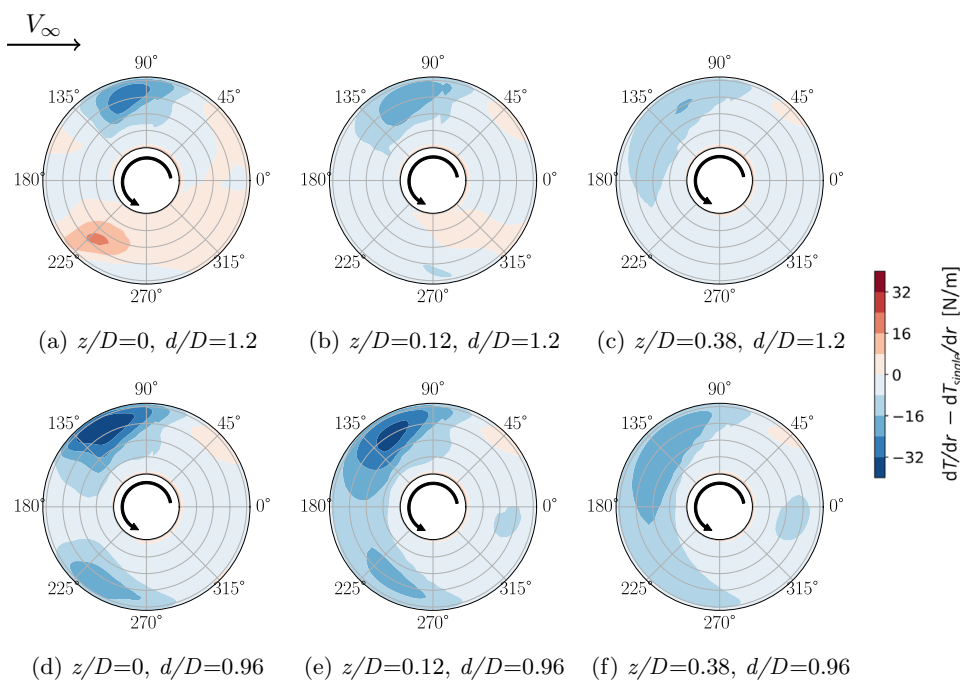 V∞
90° 90° 90°
135° 45° 135° 45° 135° 45°
180° 0° 180° 0° 180° 0°
225° 315° 225° 315° 225° 315°
270° 270° 270°
(a) z/D=0, d/D=1.2 (b) z/D=0.12, d/D=1.2 (c) z/D=0.38, d/D=1.2
90° 90° 90°
135° 45° 135° 45° 135° 45°
180° 0° 180° 0° 180° 0°
225° 315° 225° 315° 225° 315°
270° 270° 270°
(d) z/D=0, d/D=0.96 (e) z/D=0.12, d/D=0.96 (f) z/D=0.38, d/D=0.96
32
16
0
−16
−32
dT/dr − dTsingle/dr [N/m]